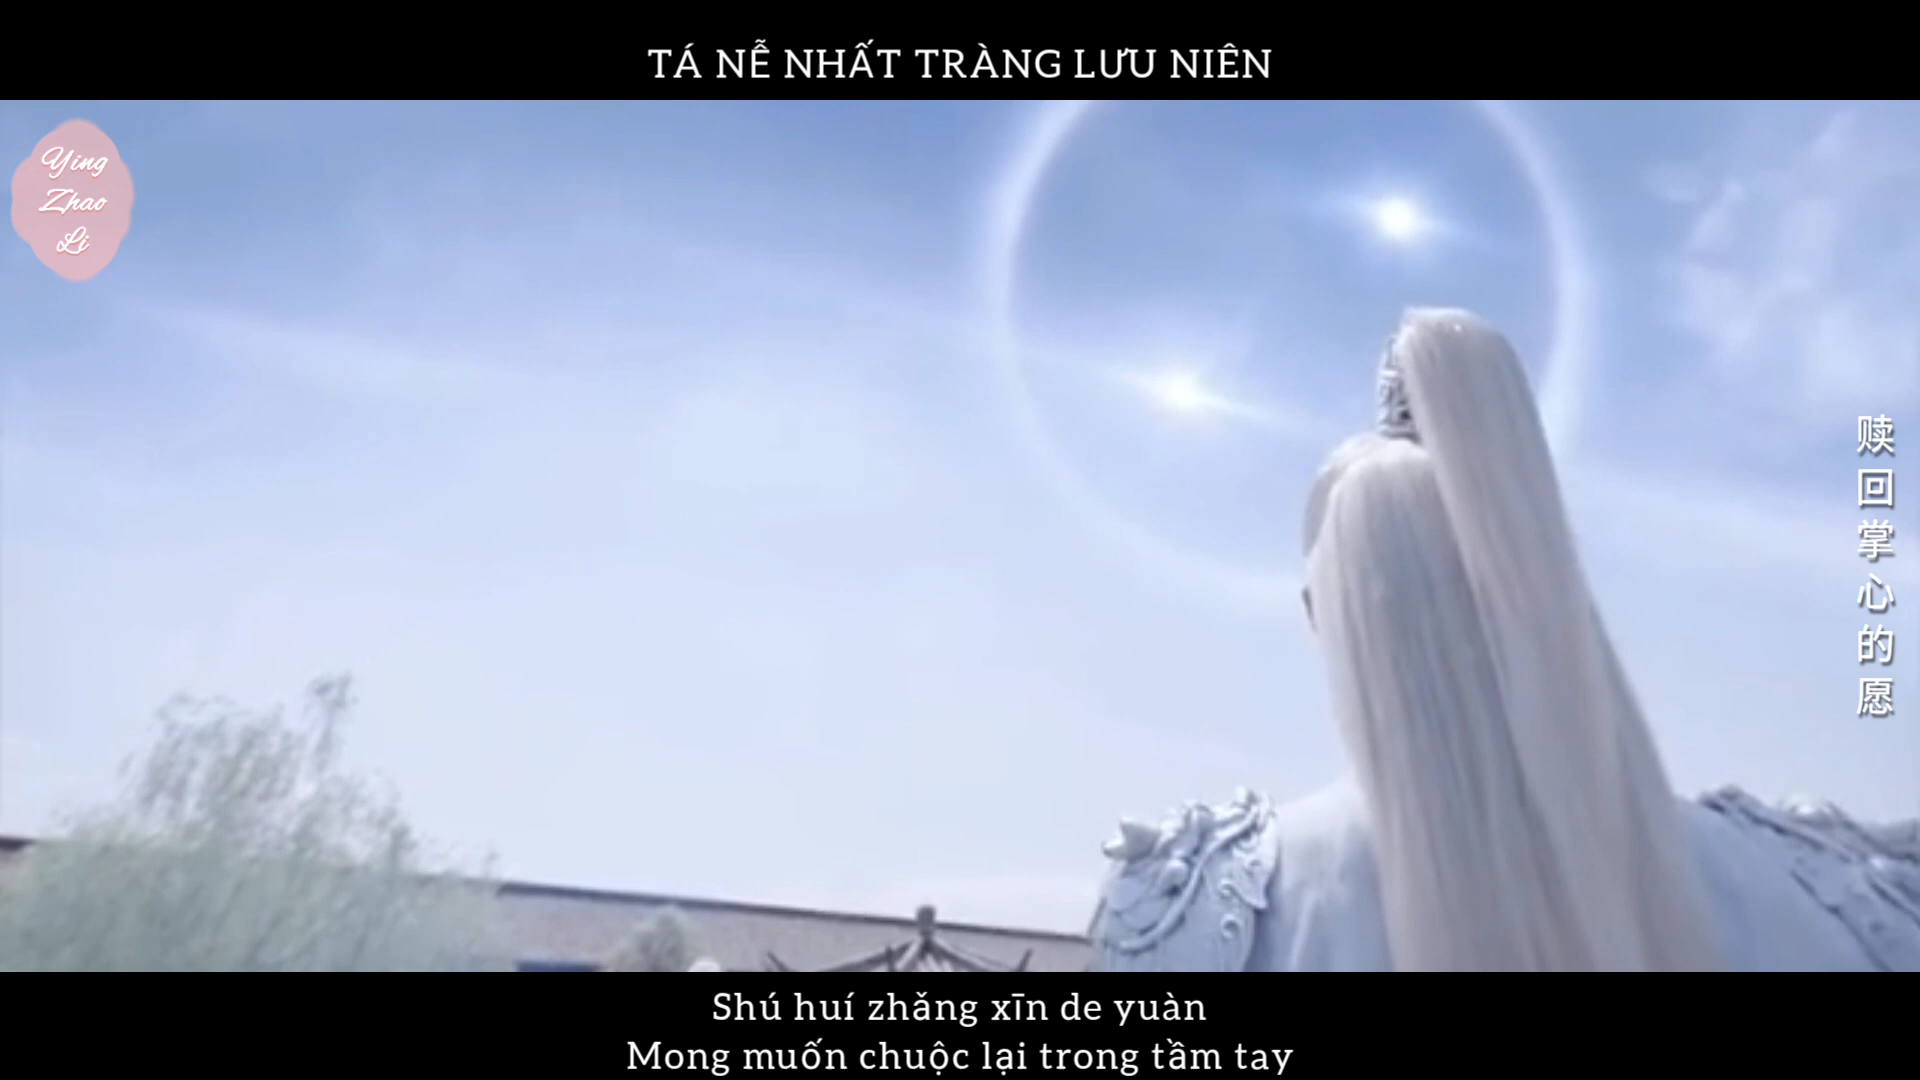 TÁ NỄ NHẤT TRÀNG LƯU NIÊN
Ying
Zhao
Li
赎回掌心的愿
Shú huí zhǎng xīn de yuàn
Mong muốn chuộc lại trong tầm tay